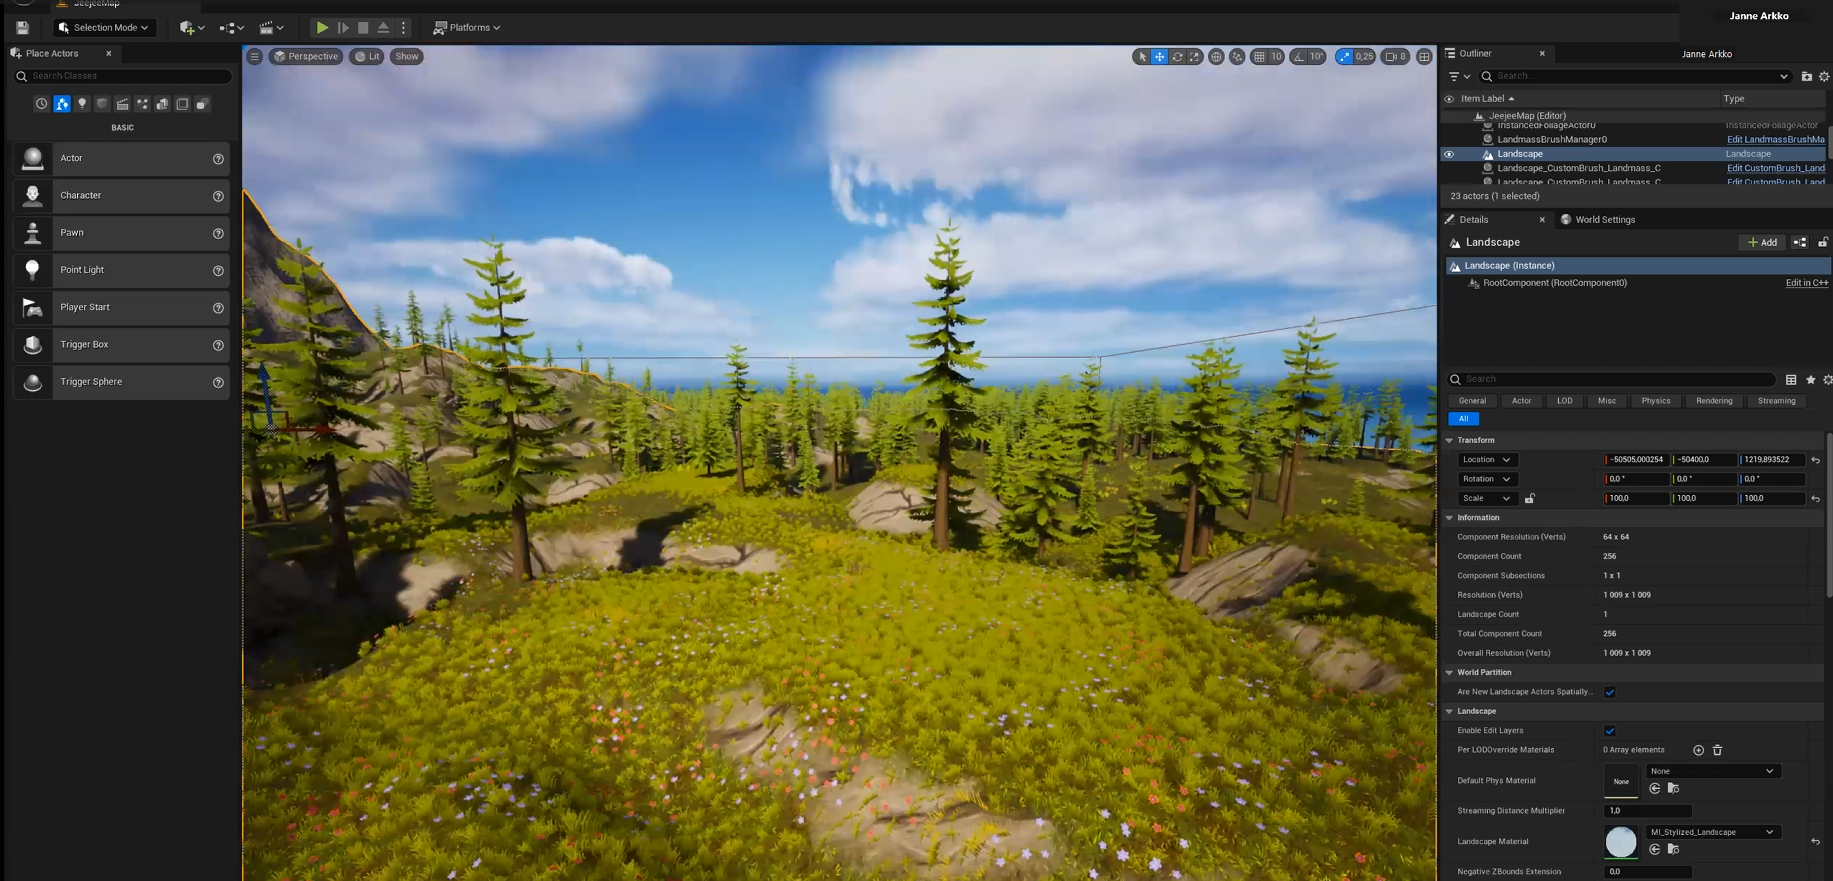 JeejeeMap
Janne Arkko
Selection Mode
Platforms
Place Actors
Search Classes
BASIC
Actor
Character
Pawn
Point Light
Player Start
Trigger Box
Trigger Sphere
Perspective
Lit
Show
10
10°
0,25
8
Outliner
Janne Arkko
Search...
Item Label
Type
JeejeeMap (Editor)
InstancedFoliageActor0 InstancedFoliageActor
LandmassBrushManager0 Edit LandmassBrushMa
Landscape Landscape
Landscape_CustomBrush_Landmass_C Edit CustomBrush_Land
Landscape_CustomBrush_Landmass_C Edit CustomBrush_Land
23 actors (1 selected)
Details
World Settings
Landscape
+ Add
Landscape (Instance)
RootComponent (RootComponent0) Edit in C++
Search
General Actor LOD Misc Physics Rendering Streaming
All
Transform
Location -50505,000254 -50400,0 1219,893522
Rotation 0,0 ° 0,0 ° 0,0 °
Scale 100,0 100,0 100,0
Information
Component Resolution (Verts) 64 x 64
Component Count 256
Component Subsections 1 x 1
Resolution (Verts) 1 009 x 1 009
Landscape Count 1
Total Component Count 256
Overall Resolution (Verts) 1 009 x 1 009
World Partition
Are New Landscape Actors Spatially...
Landscape
Enable Edit Layers
Per LODOverride Materials 0 Array elements
Default Phys Material None None
Streaming Distance Multiplier 1,0
Landscape Material MI_Stylized_Landscape
Negative ZBounds Extension 0,0